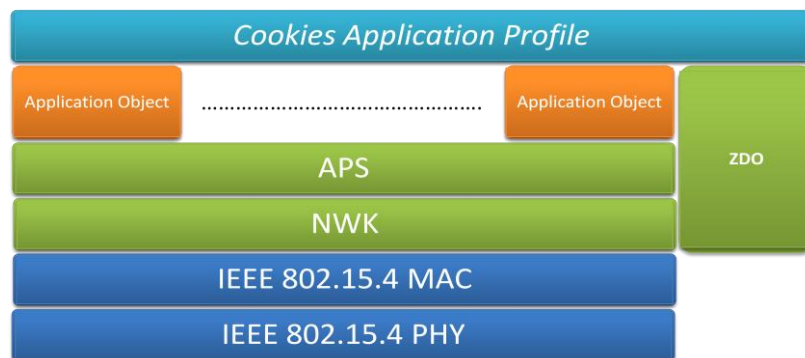 Cookies Application Profile
Application Object
................................................
Application Object
ZDO
APS
NWK
IEEE 802.15.4 MAC
IEEE 802.15.4 PHY